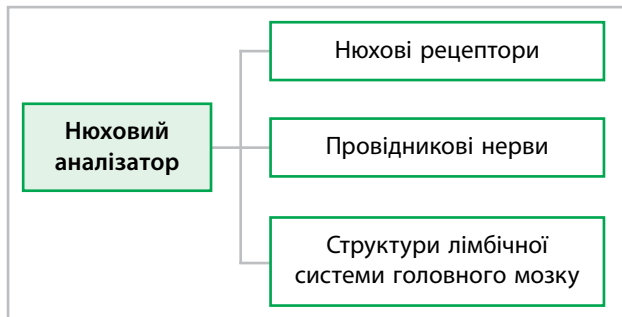 Нюховий
аналізатор
Нюхові рецептори
Провідникові нерви
Структури лімбічної
системи головного мозку